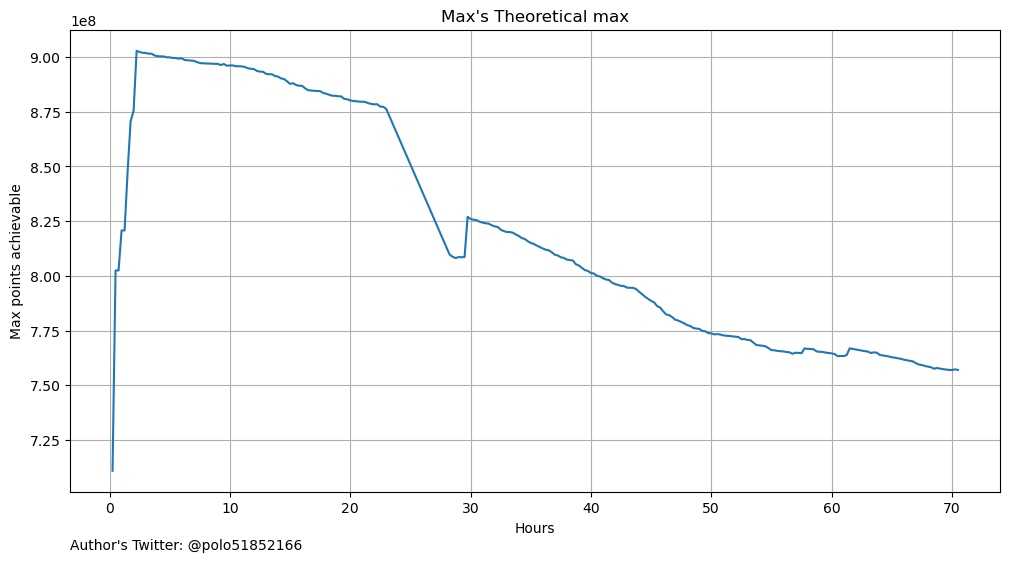 Max's Theoretical max
1e8
9.00
8.75
8.50
8.25
8.00
7.75
7.50
7.25
Max points achievable
0 10 20 30 40 50 60 70
Hours
Author's Twitter: @polo51852166